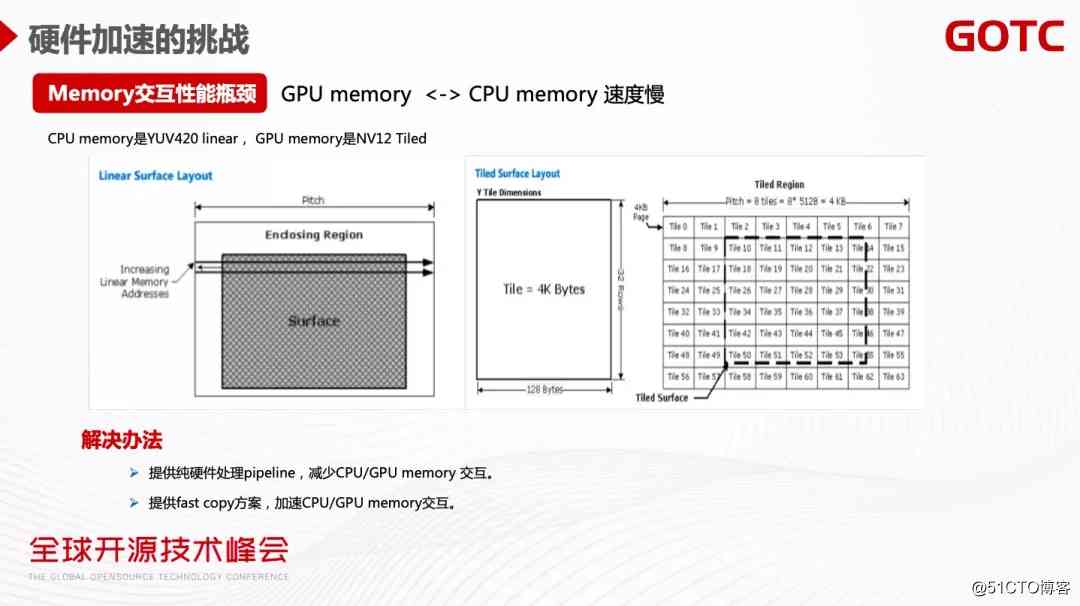 硬件加速的挑战
GOTC
Memory交互性能瓶颈
GPU memory <-> CPU memory 速度慢
CPU memory是YUV420 linear， GPU memory是NV12 Tiled
Linear Surface Layout
Pitch
Enclosing Region
Increasing
Linear Memory
Addresses
Surface
Tiled Surface Layout
Y Tile Dimensions
Tile = 4K Bytes
32 Rows
128 Bytes
Tiled Region
Pitch = 8 tiles = 8* 512B = 4 KB
4KB
Page
Tile 0 Tile 1 Tile 2 Tile 3 Tile 4 Tile 5 Tile 6 Tile 7
Tile 8 Tile 9 Tile 10 Tile 11 Tile 12 Tile 13 Tile 14 Tile 15
Tile 16 Tile 17 Tile 18 Tile 19 Tile 20 Tile 21 Tile 22 Tile 23
Tile 24 Tile 25 Tile 26 Tile 27 Tile 28 Tile 29 Tile 30 Tile 31
Tile 32 Tile 33 Tile 34 Tile 35 Tile 36 Tile 37 Tile 38 Tile 39
Tile 40 Tile 41 Tile 42 Tile 43 Tile 44 Tile 45 Tile 46 Tile 47
Tile 48 Tile 49 Tile 50 Tile 51 Tile 52 Tile 53 Tile 55
Tile 56 Tile 57 Tile 58 Tile 59 Tile 60 Tile 61 Tile 62 Tile 63
Tiled Surface
解决办法
提供纯硬件处理pipeline，减少CPU/GPU memory 交互。
提供fast copy方案，加速CPU/GPU memory交互。
全球开源技术峰会
THE GLOBAL OPENSOURCE TECHNOLOGY CONFERENCE
@51CTO博客